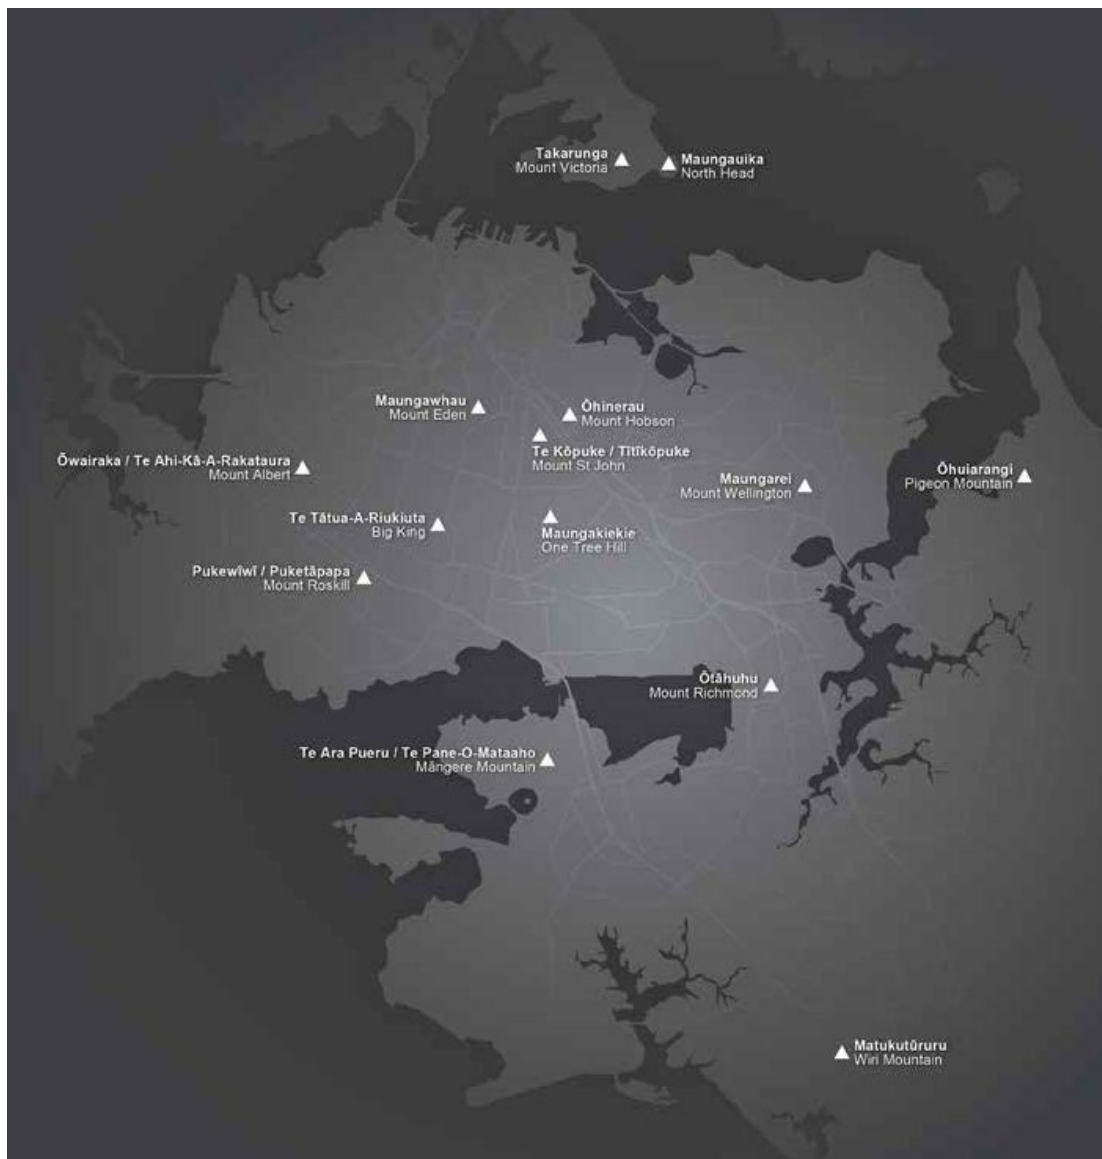 Takarunga
Mount Victoria
Maungauika
North Head
Maungawhau
Mount Eden
Ōhinerau
Mount Hobson
Te Kōpuke / Tītīkōpuke
Mount St John
Ōwairaka / Te Ahi-Kā-A-Rakataura
Mount Albert
Maungarei
Mount Wellington
Ōhuiarangi
Pigeon Mountain
Te Tātua-A-Riukiuta
Big King
Maungakiekie
One Tree Hill
Pukewīwī / Puketāpapa
Mount Roskill
Ōtāhuhu
Mount Richmond
Te Ara Pueru / Te Pane-O-Mataaho
Māngere Mountain
Matukutūruru
Wiri Mountain